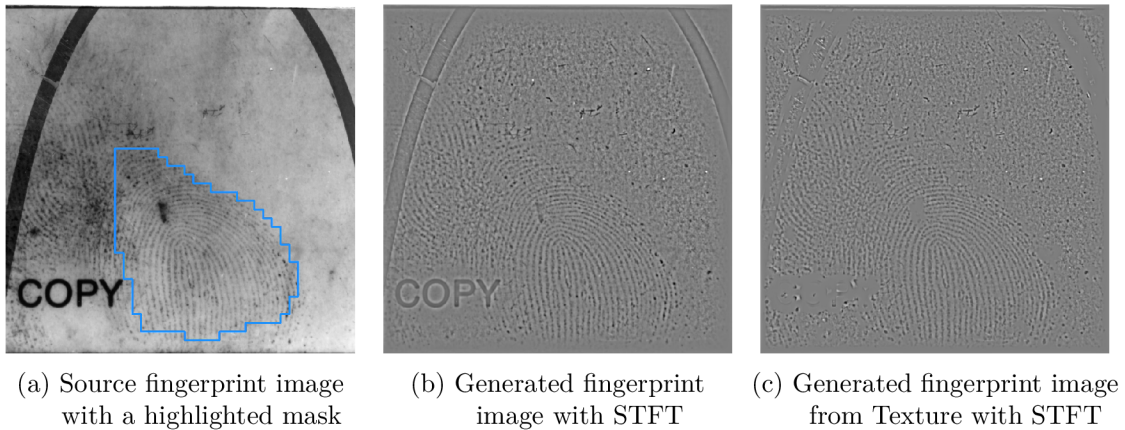 COPY
COPY
(a) Source fingerprint image
with a highlighted mask
(b) Generated fingerprint
image with STFT
(c) Generated fingerprint image
from Texture with STFT